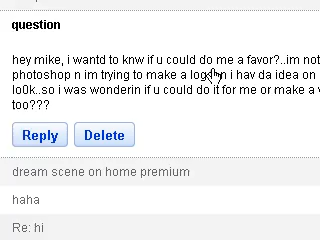 question
hey mike, i wantd to knw if u could do me a favor?..im not
photoshop n im trying to make a logo n i hav da idea on
lo0k..so i was wonderin if u could do it for me or make a v
too???
Reply Delete
dream scene on home premium
haha
Re: hi